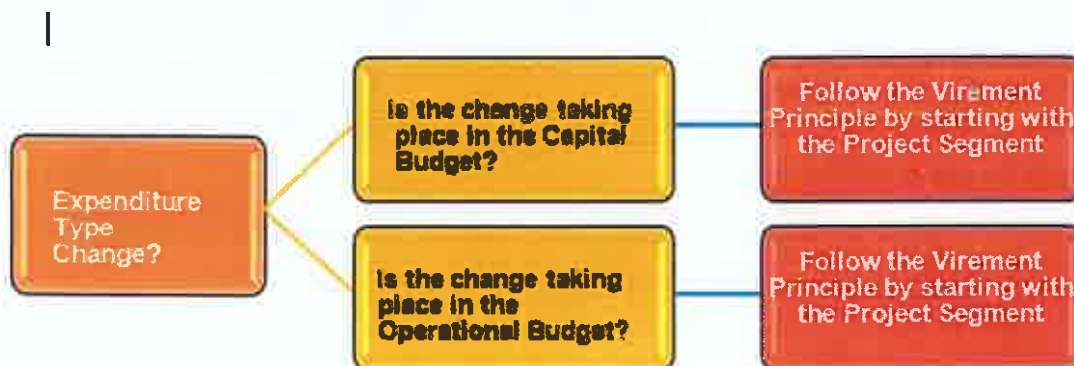 Expenditure
Type
Change?
Is the change taking
place in the Capital
Budget?
Follow the Virement
Principle by starting with
the Project Segment
Is the change taking
place in the
Operational Budget?
Follow the Virement
Principle by starting with
the Project Segment